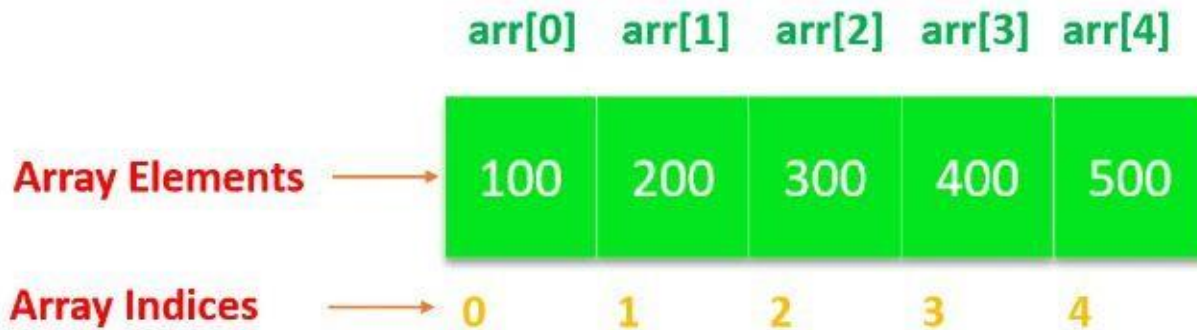 arr[0] arr[1] arr[2] arr[3] arr[4]
Array Elements 100 200 300 400 500
Array Indices 0 1 2 3 4